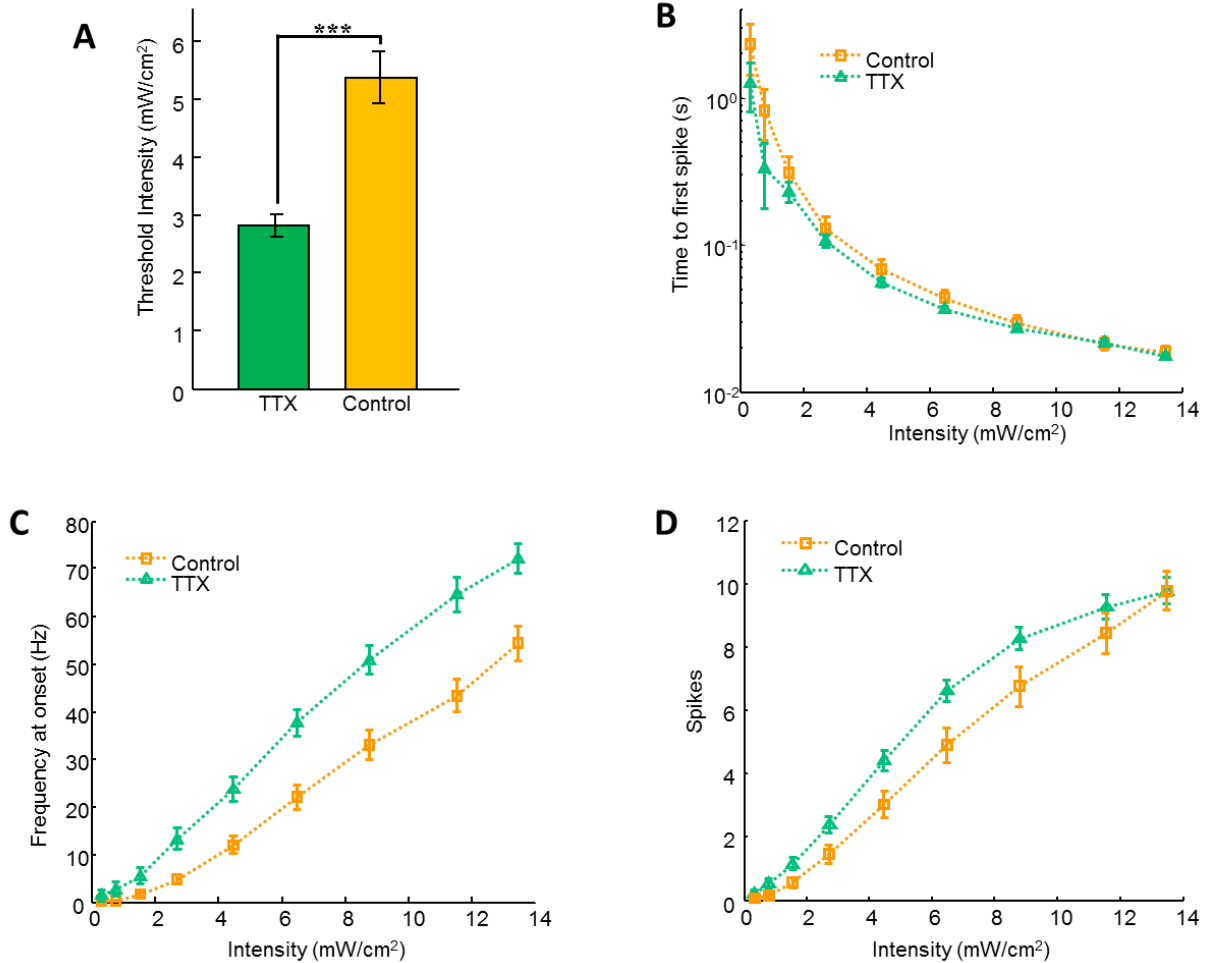 A
Threshold Intensity (mW/cm²)
6
5
4
3
2
1
0
***
TTX Control
B
Time to first spike (s)
10⁰
10⁻¹
10⁻²
Control
TTX
0 2 4 6 8 10 12 14
Intensity (mW/cm²)
C
Frequency at onset (Hz)
80
70
60
50
40
30
20
10
0
Control
TTX
0 2 4 6 8 10 12 14
Intensity (mW/cm²)
D
Spikes
12
10
8
6
4
2
0
Control
TTX
0 2 4 6 8 10 12 14
Intensity (mW/cm²)